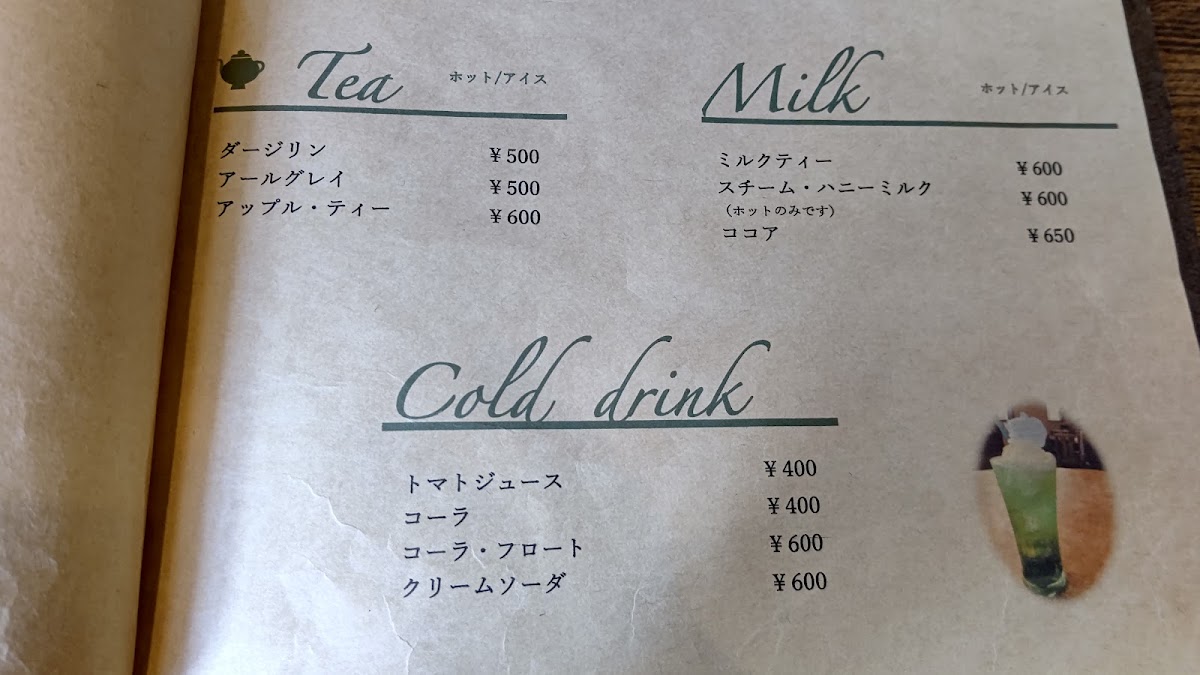 Tea ホット/アイス
ダージリン ¥500
アールグレイ ¥500
アップル・ティー ¥600
Milk ホット/アイス
ミルクティー ¥600
スチーム・ハニーミルク ¥600
（ホットのみです）
ココア ¥650
Cold drink
トマトジュース ¥400
コーラ ¥400
コーラ・フロート ¥600
クリームソーダ ¥600